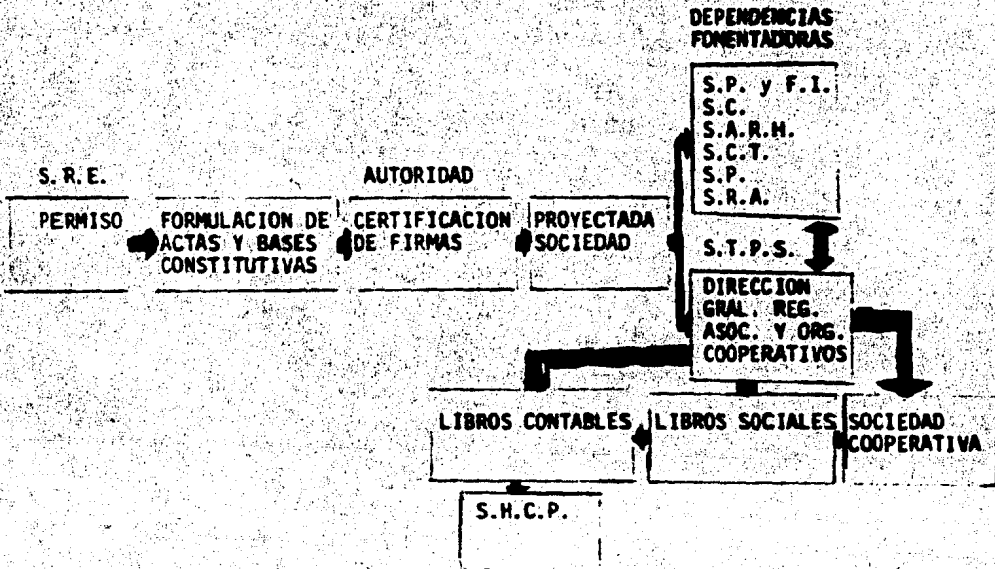 DEPENDENCIAS
FOMENTADORAS
S.P. y F.I.
S.C.
S.A.R.H.
S.C.T.
S.P.
S.R.A.
S.R.E.
PERMISO
FORMULACION DE
ACTAS Y BASES
CONSTITUTIVAS
AUTORIDAD
CERTIFICACION
DE FIRMAS
PROYECTADA
SOCIEDAD
S.T.P.S.
DIRECCION
GRAL. REG.
ASOC. Y ORG.
COOPERATIVOS
LIBROS CONTABLES
LIBROS SOCIALES
SOCIEDAD
COOPERATIVA
S.H.C.P.